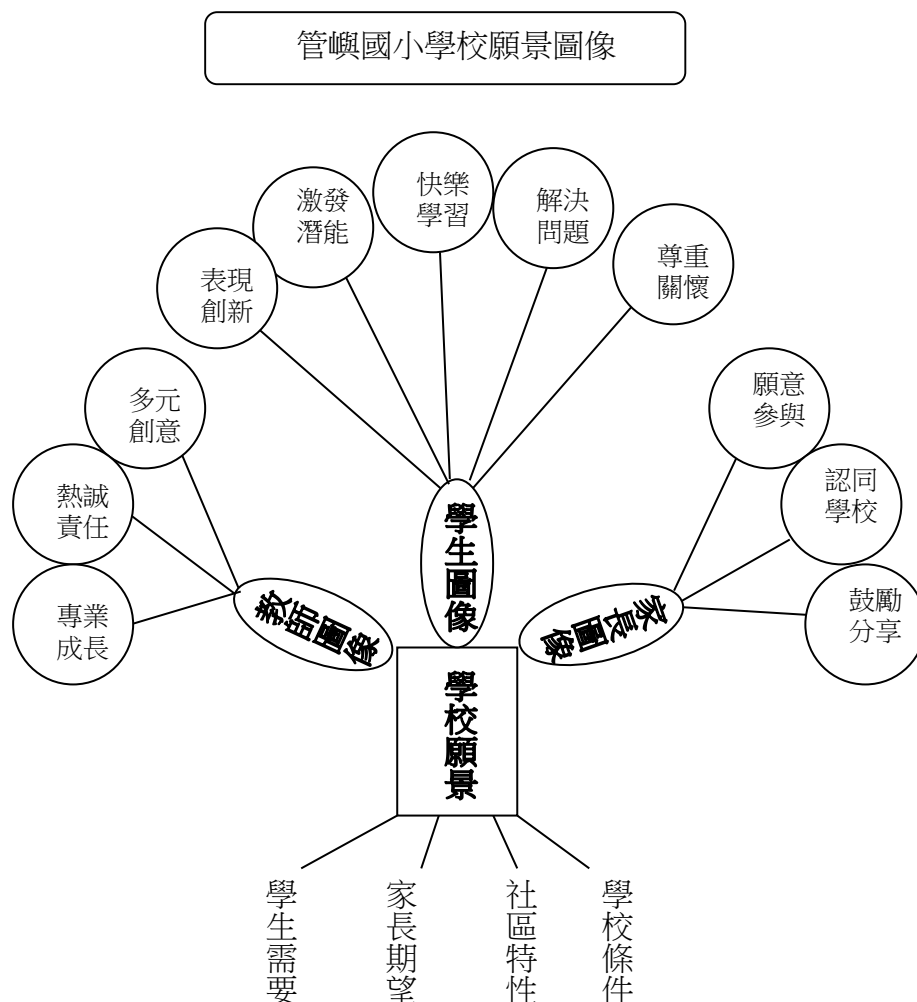 管嶼國小學校願景圖像
快樂
學習
激發
潛能
解決
問題
表現
創新
尊重
關懷
多元
創意
願意
參與
熱誠
責任
認同
學校
專業
成長
鼓勵
分享
學生圖像
教師圖像
家長圖像
學校願景
學生需要
家長期望
社區特性
學校條件